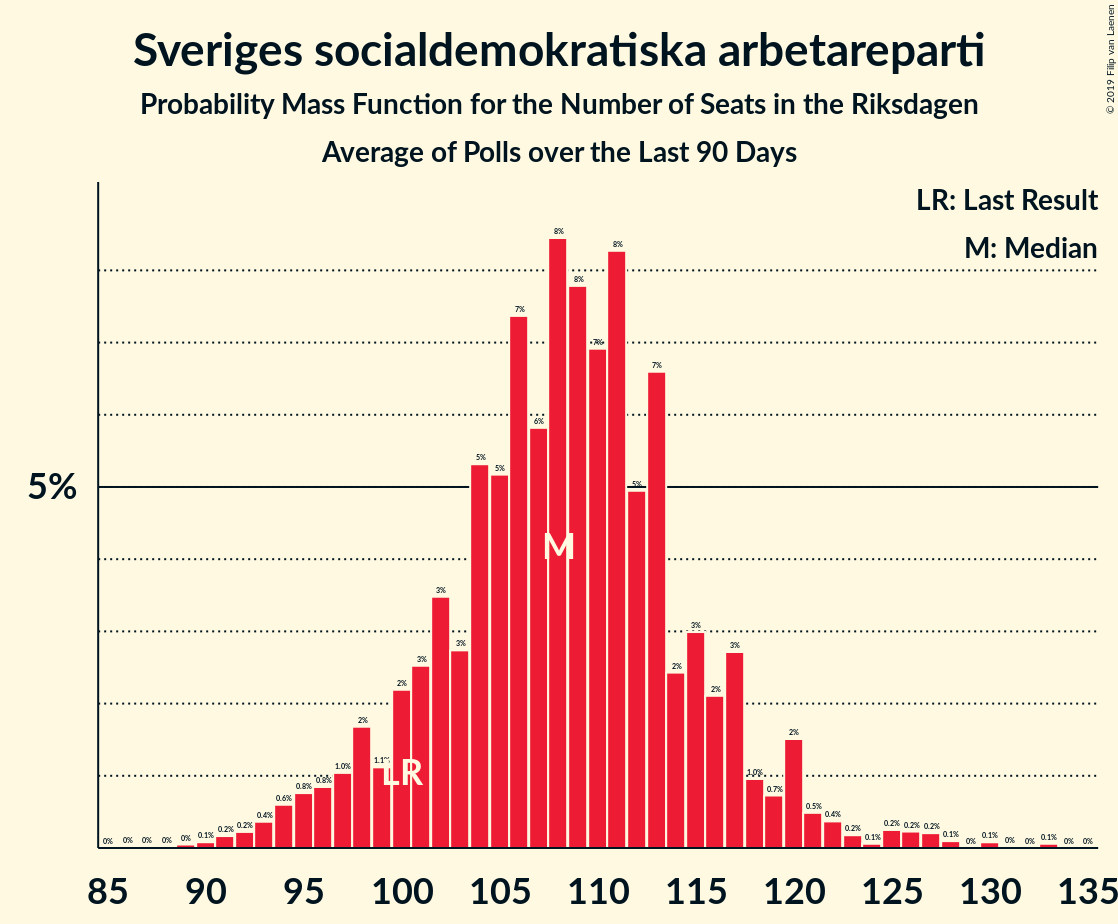 Sveriges socialdemokratiska arbetareparti
Probability Mass Function for the Number of Seats in the Riksdagen
Average of Polls over the Last 90 Days
© 2019 Filip van Laenen
LR: Last Result
M: Median
5%
0% 0% 0% 0% 0% 0.1% 0.2% 0.2% 0.4% 0.6% 0.8% 0.8% 1.0% 2% 1.1% 2% 3% 3% 3% 5% 5% 7% 6% 8% 8% 7% 8% 5% 7% 2% 3% 2% 3% 1.0% 0.7% 2% 0.5% 0.4% 0.2% 0.1% 0.2% 0.2% 0.2% 0.1% 0% 0.1% 0% 0% 0.1% 0% 0%
M
LR
85 90 95 100 105 110 115 120 125 130 135